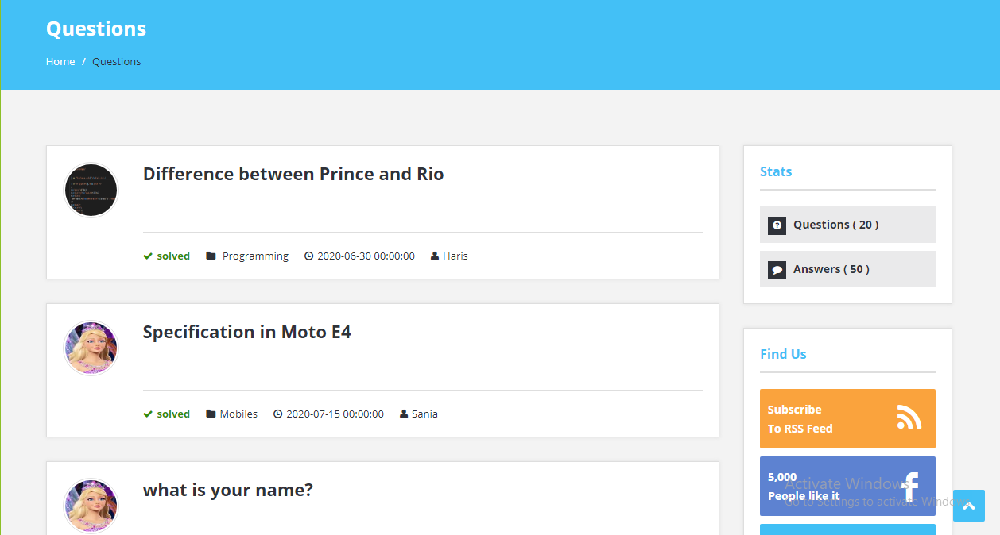 Questions
Home / Questions
Difference between Prince and Rio
solved Programming 2020-06-30 00:00:00 Haris
Specification in Moto E4
solved Mobiles 2020-07-15 00:00:00 Sania
what is your name?
Stats
Questions ( 20 )
Answers ( 50 )
Find Us
Subscribe
To RSS Feed
5,000
People like it
Activate Windows
Go to Settings to activate Windo